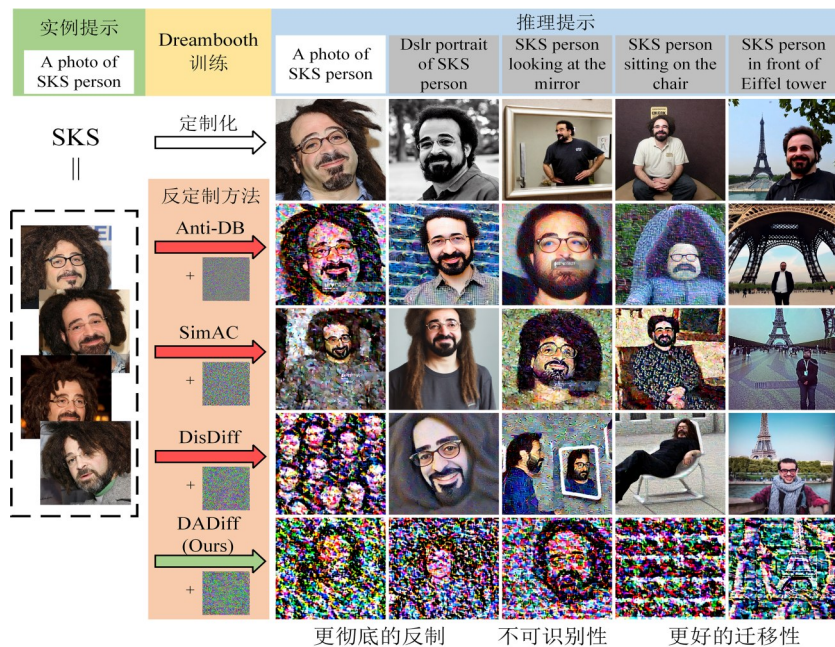 实例提示
A photo of
SKS person
Dreambooth
训练
推理提示
A photo of
SKS person
Dslr portrait
of SKS
person
SKS person
looking at the
mirror
SKS person
sitting on the
chair
SKS person
in front of
Eiffel tower
SKS
=
定制化
反定制方法
Anti-DB
+
SimAC
+
DisDiff
+
DADiff
(Ours)
+
更彻底的反制
不可识别性
更好的迁移性